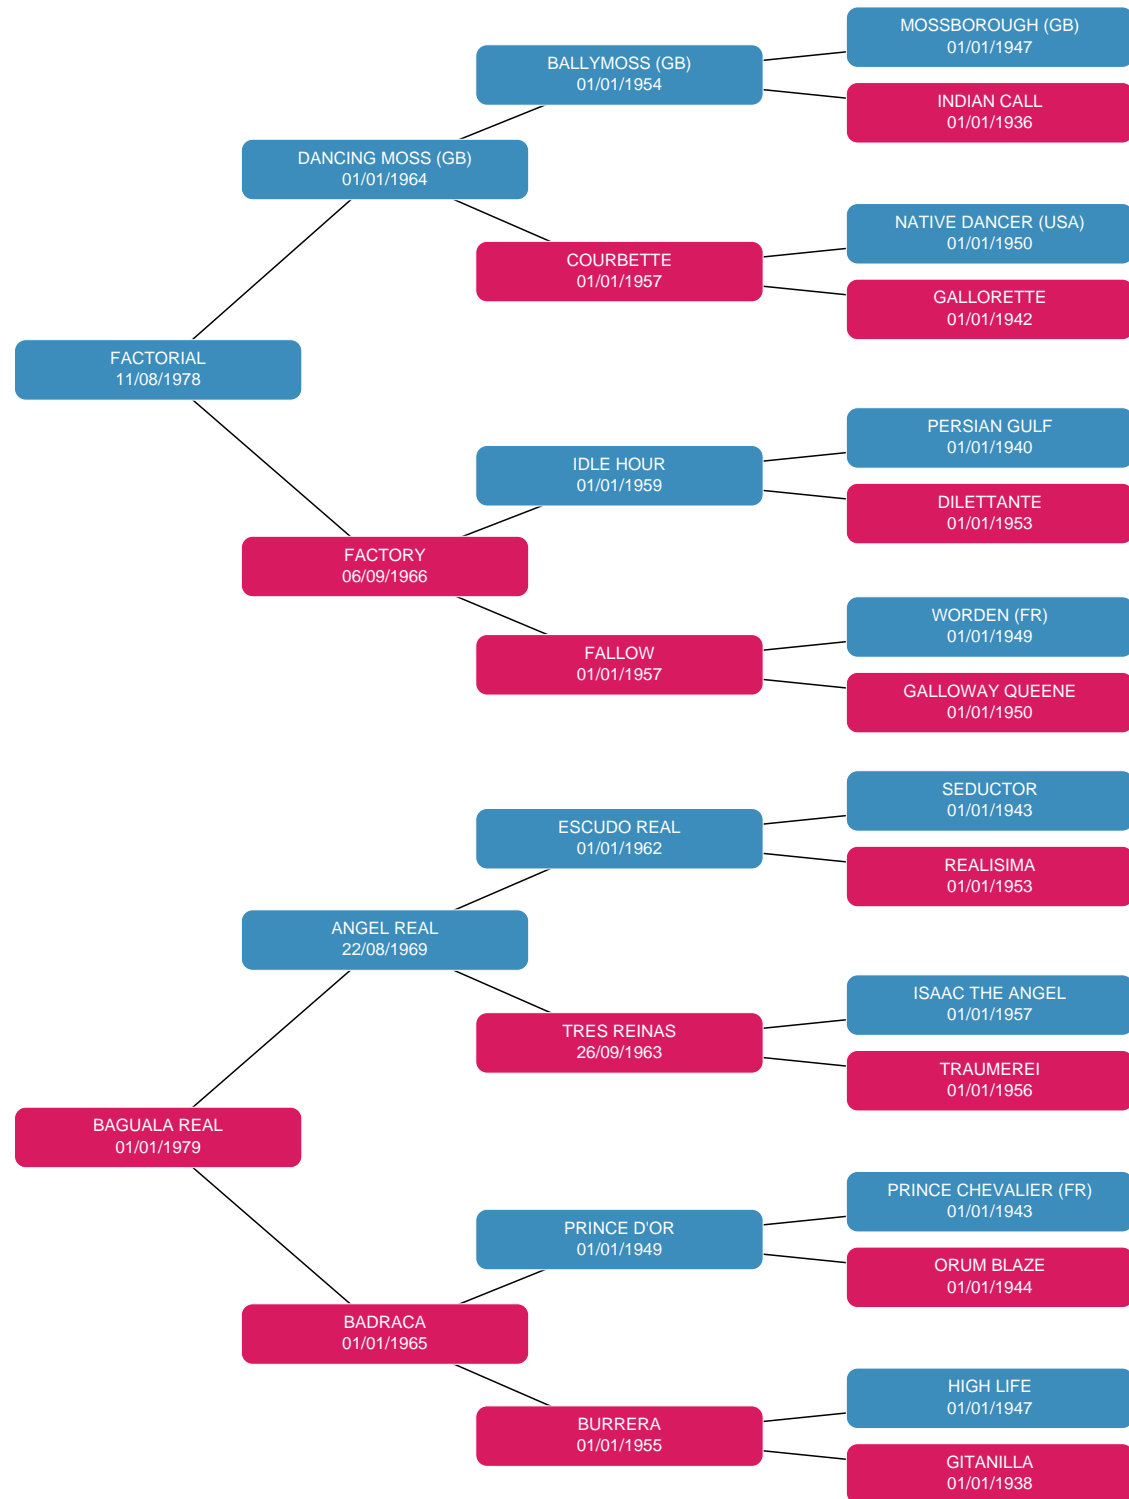 MOSSBOROUGH (GB)
01/01/1947
BALLYMOSS (GB)
01/01/1954
INDIAN CALL
01/01/1936
DANCING MOSS (GB)
01/01/1964
NATIVE DANCER (USA)
01/01/1950
COURBETTE
01/01/1957
GALLORETTE
01/01/1942
FACTORIAL
11/08/1978
PERSIAN GULF
01/01/1940
IDLE HOUR
01/01/1959
DILETTANTE
01/01/1953
FACTORY
06/09/1966
WORDEN (FR)
01/01/1949
FALLOW
01/01/1957
GALLOWAY QUEENE
01/01/1950
SEDUCTOR
01/01/1943
ESCUDO REAL
01/01/1962
REALISIMA
01/01/1953
ANGEL REAL
22/08/1969
ISAAC THE ANGEL
01/01/1957
TRES REINAS
26/09/1963
TRAUMEREI
01/01/1956
BAGUALA REAL
01/01/1979
PRINCE CHEVALIER (FR)
01/01/1943
PRINCE D'OR
01/01/1949
ORUM BLAZE
01/01/1944
BADRACA
01/01/1965
HIGH LIFE
01/01/1947
BURRERA
01/01/1955
GITANILLA
01/01/1938